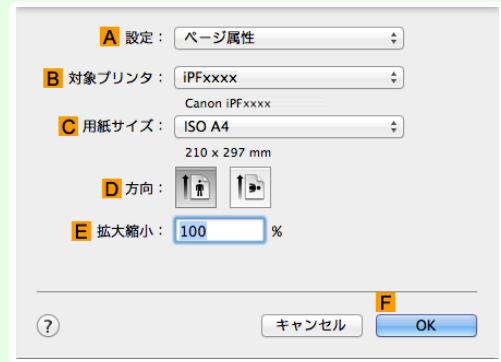 A 設定： ページ属性
B 対象プリンタ： iPFxxxx
Canon iPFxxxx
C 用紙サイズ： ISO A4
210 x 297 mm
D 方向：
E 拡大縮小： 100 %
F
? キャンセル OK